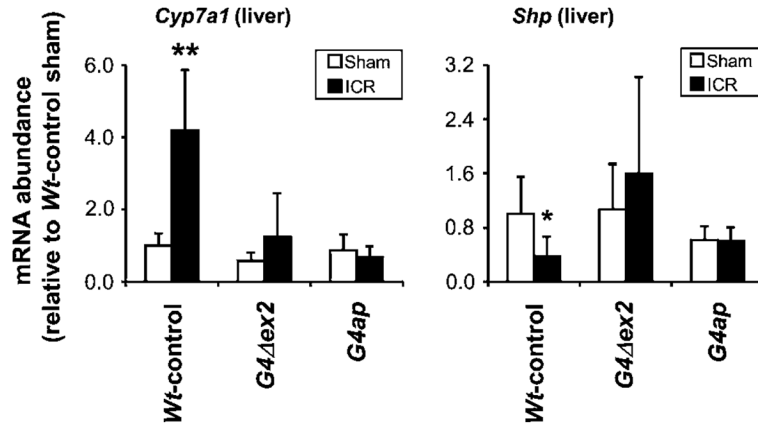 Cyp7a1 (liver)
Shp (liver)
mRNA abundance
(relative to Wt-control sham)
6.0
4.0
2.0
0.0
**
Sham
ICR
Wt-control
G4Δex2
G4ap
3.2
2.4
1.6
0.8
0.0
*
Sham
ICR
Wt-control
G4Δex2
G4ap